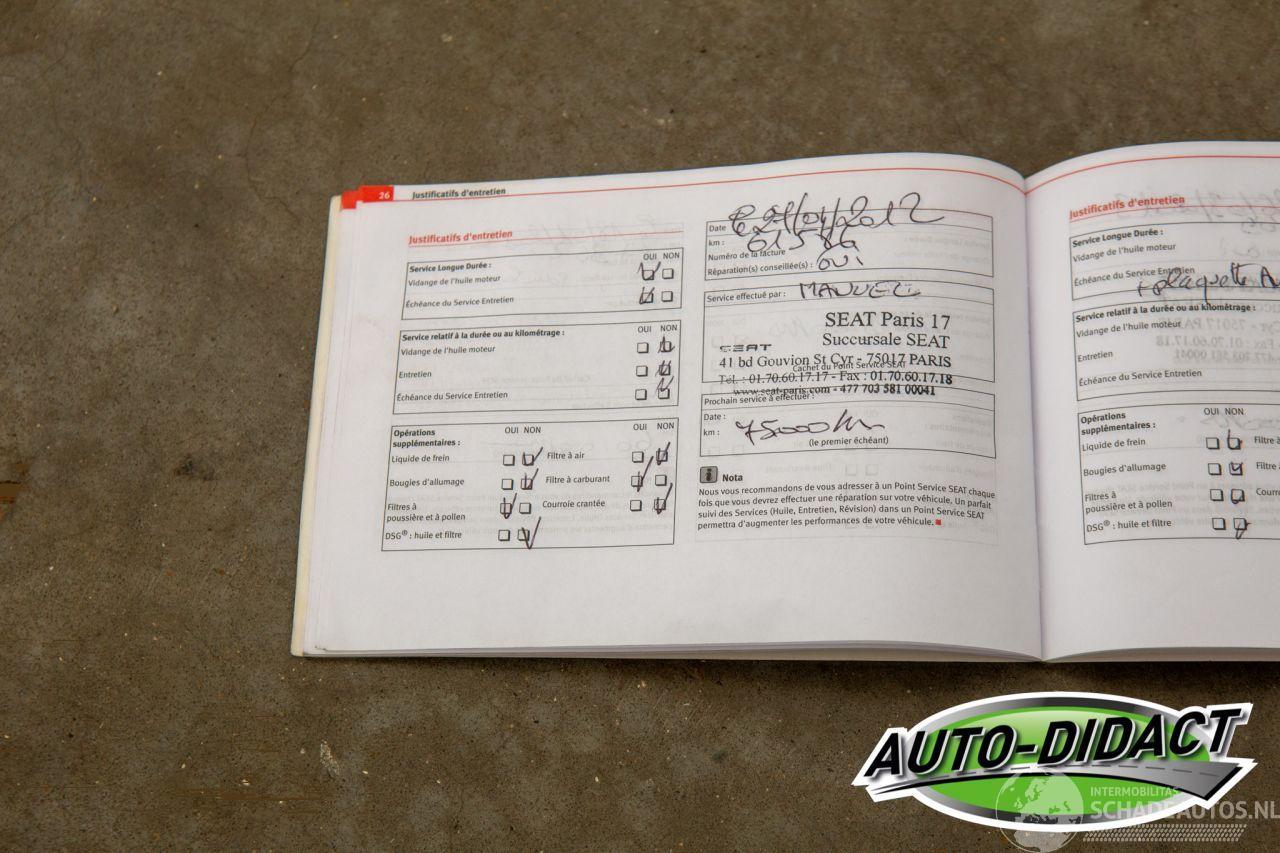 26 Justificatifs d'entretien
Justificatifs d'entretien
OUI NON
Service Longue Durée :
Vidange de l'huile moteur
Échéance du Service Entretien
Service relatif à la durée ou au kilométrage : OUI NON
Vidange de l'huile moteur
Entretien
Échéance du Service Entretien
Opérations supplémentaires : OUI NON OUI NON
Liquide de frein Filtre à air
Bougies d'allumage Filtre à carburant
Filtres à poussière et à pollen Courroie crantée
DSG® : huile et filtre
Date
km :
Numéro de la facture
Réparation(s) conseillée(s) : OUI
Service effectué par : MANUEL
SEAT Paris 17
Succursale SEAT
SEAT
41 bd Gouvion St Cyr - 75017 PARIS
Cachet du Point Service SEAT
Tél. : 01.70.60.17.17 - Fax : 01.70.60.17.18
www.seat-paris.com - 477 703 581 00041
Prochain service à effectuer :
Date :
km : 75000 km
(le premier échéant)
Nota
Nous vous recommandons de vous adresser à un Point Service SEAT chaque
fois que vous devrez effectuer une réparation sur votre véhicule. Un parfait
suivi des Services (Huile, Entretien, Révision) dans un Point Service SEAT
permettra d'augmenter les performances de votre véhicule.
Justificatifs d'entretien
Service Longue Durée :
Vidange de l'huile moteur
Échéance du Service Entretien
+ plaquette
Service relatif à la durée ou au kilométrage :
Vidange de l'huile moteur
Entretien
Échéance du Service Entretien
Opérations supplémentaires : OUI NON
Liquide de frein Filtre à
Bougies d'allumage Filtre à
Filtres à poussière et à pollen
DSG® : huile et filtre
AUTO-DIDACT
INTERMOBILITAS
SCHADEAUTOS.NL